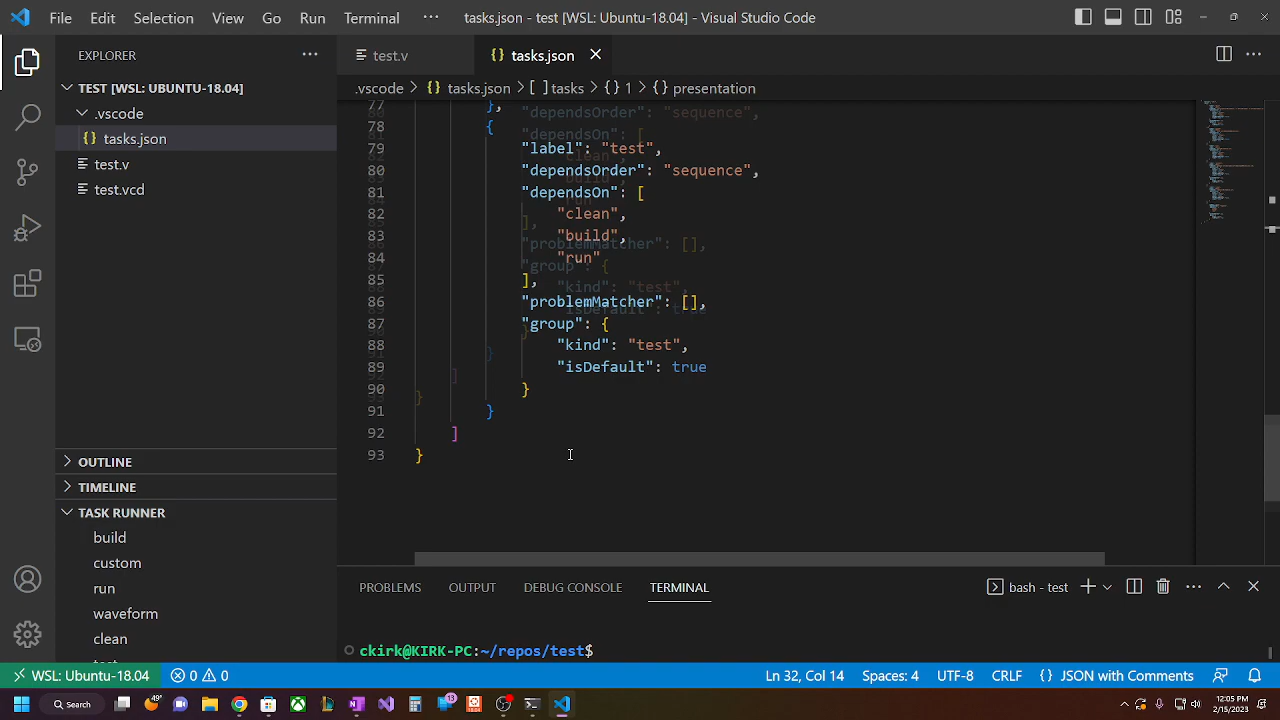 File Edit Selection View Go Run Terminal ··· tasks.json - test [WSL: Ubuntu-18.04] - Visual Studio Code
EXPLORER ···
TEST [WSL: UBUNTU-18.04]
.vscode
{} tasks.json
test.v
test.vcd
OUTLINE
TIMELINE
TASK RUNNER
build
custom
run
waveform
clean
test.v
{} tasks.json
.vscode > {} tasks.json > [ ] tasks > {} 1 > {} presentation
77 },
78 {
79 "label": "test",
80 "dependsOrder": "sequence",
81 "dependsOn": [
82 "clean",
83 "build",
84 "run"
85 ],
86 "problemMatcher": [],
87 "group": {
88 "kind": "test",
89 "isDefault": true
90 }
91 }
92 ]
93 }
PROBLEMS OUTPUT DEBUG CONSOLE TERMINAL bash - test
ckirk@KIRK-PC:~/repos/test$
WSL: Ubuntu-18.04 0 0 Ln 32, Col 14 Spaces: 4 UTF-8 CRLF {} JSON with Comments
Search 49° 13 12:05 PM
2/15/2023